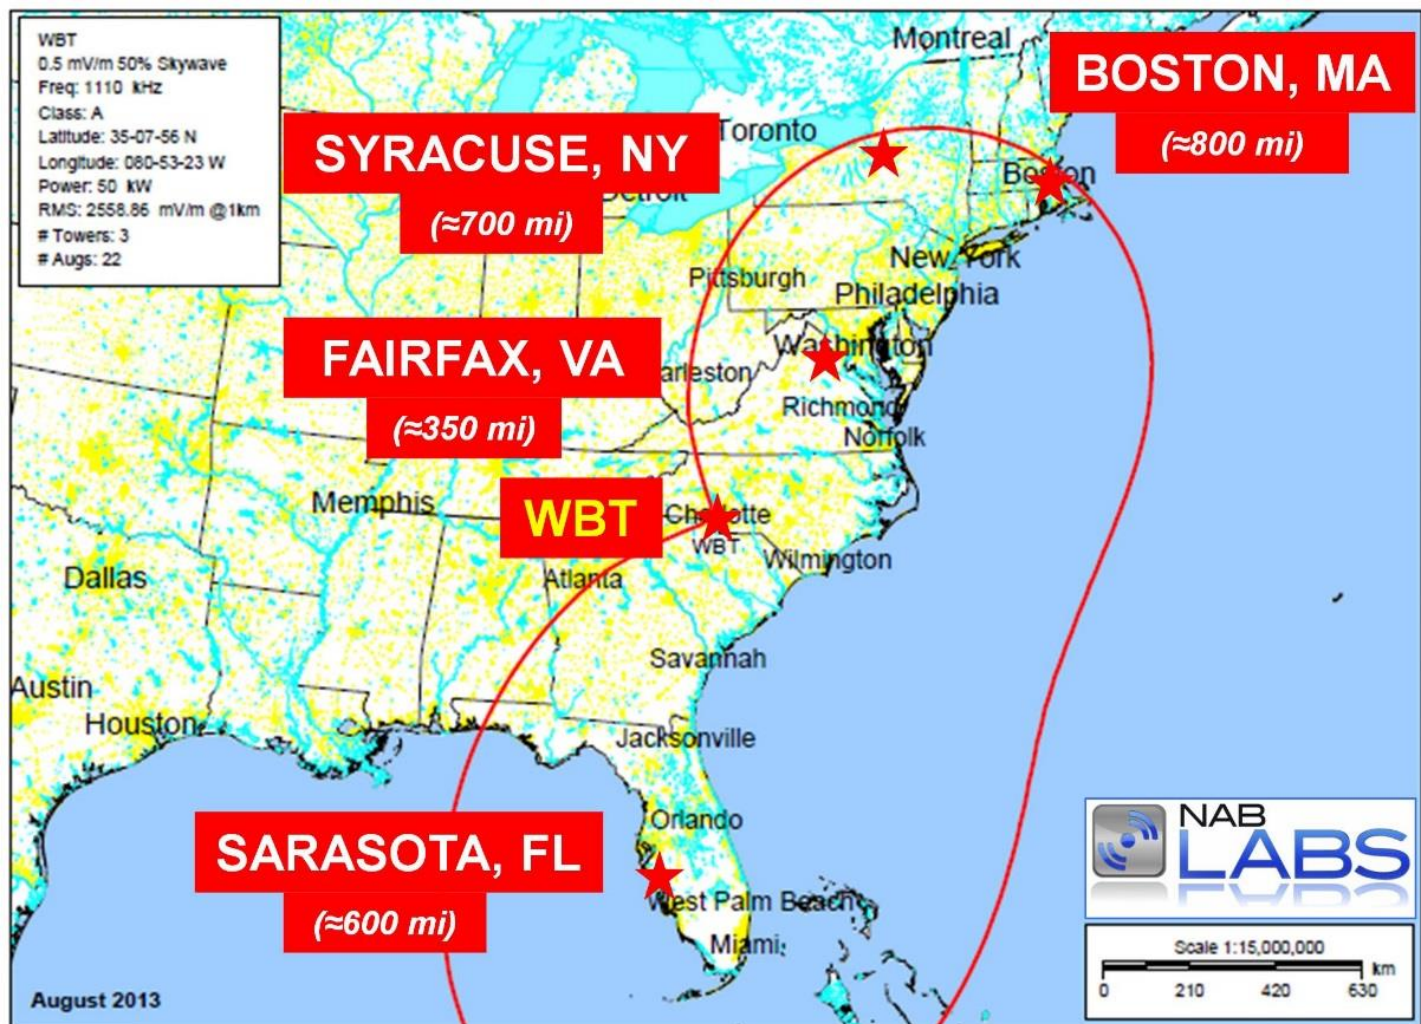 WBT
0.5 mV/m 50% Skywave
Freq: 1110 kHz
Class: A
Latitude: 35-07-56 N
Longitude: 080-53-23 W
Power: 50 kW
RMS: 2558.86 mV/m @1km
# Towers: 3
# Augs: 22
Montreal
BOSTON, MA
(≈800 mi)
Toronto
SYRACUSE, NY
(≈700 mi)
Detroit
Boston
New York
Pittsburgh
Philadelphia
Washington
FAIRFAX, VA
(≈350 mi)
arleston
Richmond
Norfolk
Memphis
WBT
Charlotte
WBT
Wilmington
Dallas
Atlanta
Savannah
Austin
Houston
Jacksonville
Orlando
SARASOTA, FL
(≈600 mi)
West Palm Beach
Miami
NAB
LABS
Scale 1:15,000,000
km
0 210 420 630
August 2013